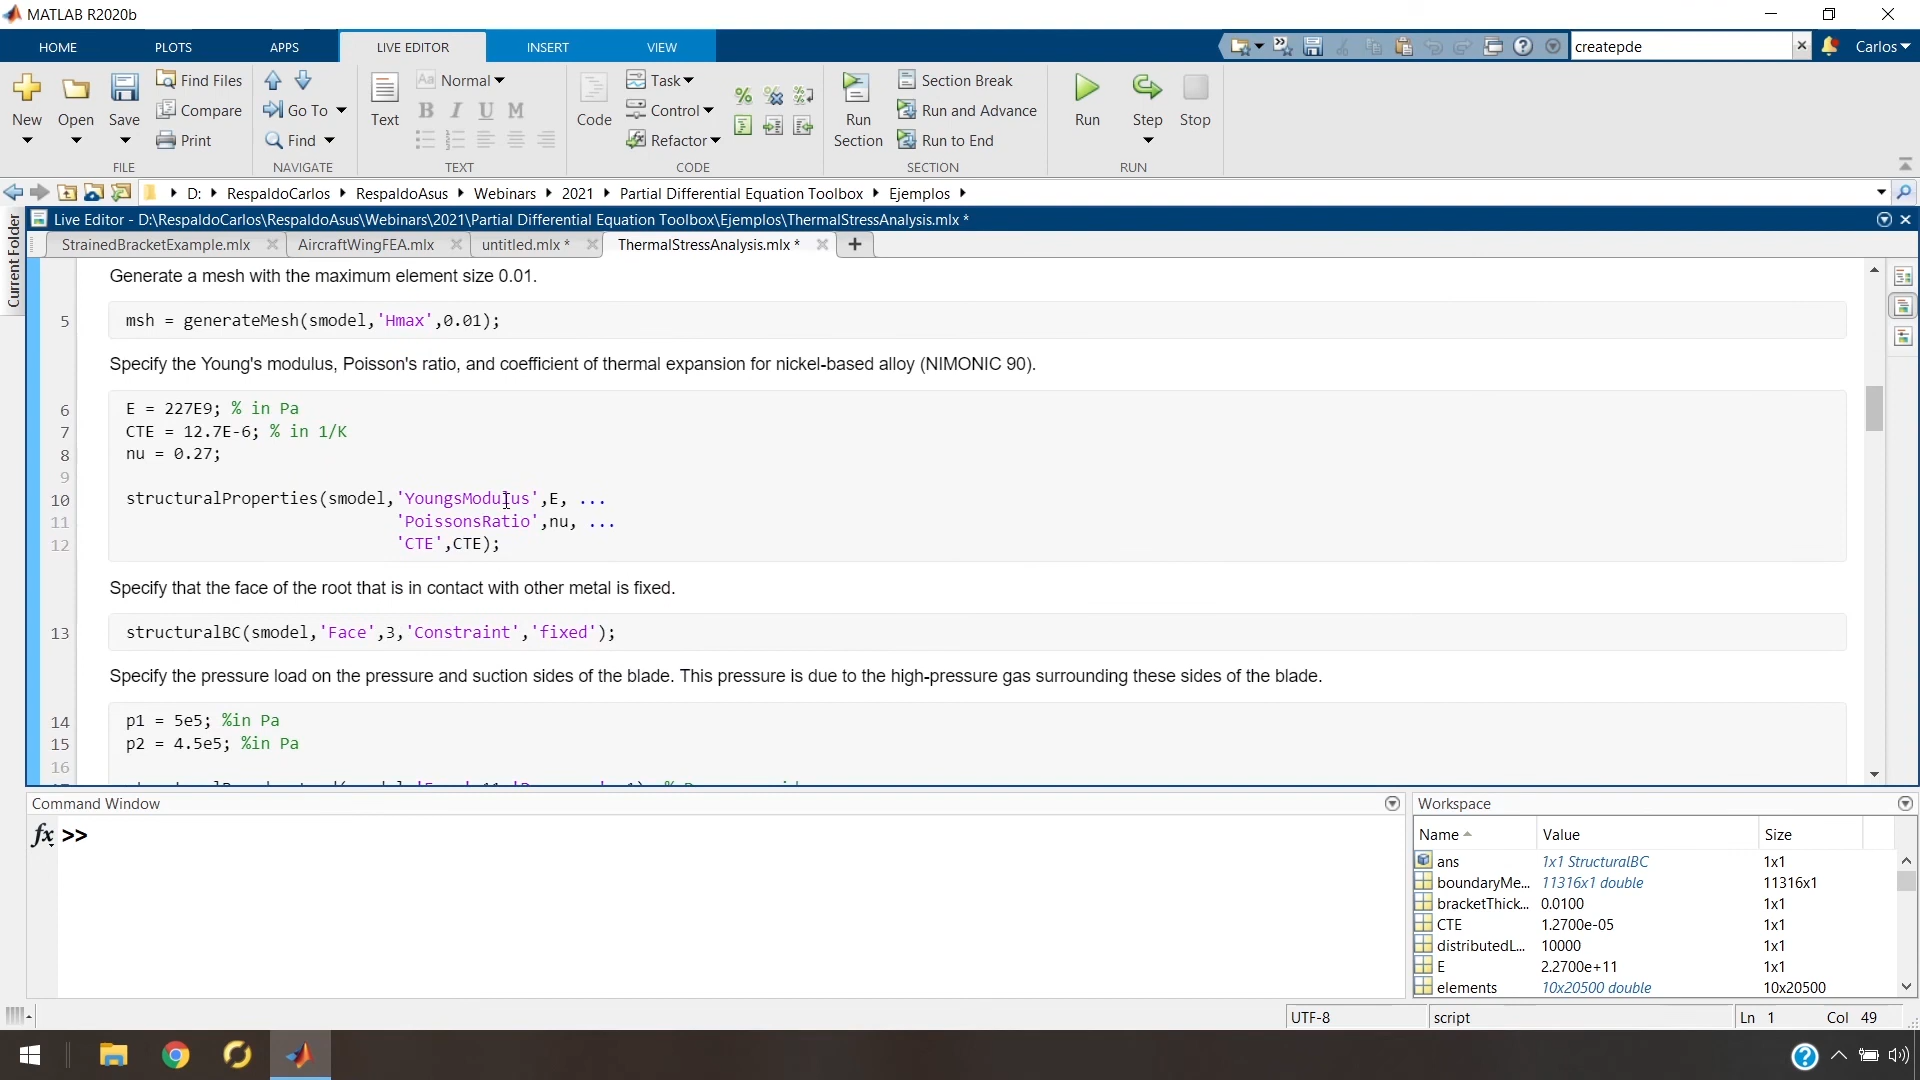 MATLAB R2020b
HOME PLOTS APPS LIVE EDITOR INSERT VIEW createpde Carlos
New Open Save Find Files Compare Print
FILE
Go To Find
NAVIGATE
Text Aa Normal B I U M
TEXT
Code Task Control Refactor
CODE
Run Section Section Break Run and Advance Run to End
SECTION
Run Step Stop
RUN
D: RespaldoCarlos RespaldoAsus Webinars 2021 Partial Differential Equation Toolbox Ejemplos
Current Folder
Live Editor - D:\RespaldoCarlos\RespaldoAsus\Webinars\2021\Partial Differential Equation Toolbox\Ejemplos\ThermalStressAnalysis.mlx *
StrainedBracketExample.mlx AircraftWingFEA.mlx untitled.mlx * ThermalStressAnalysis.mlx *
Generate a mesh with the maximum element size 0.01.
5 msh = generateMesh(smodel,'Hmax',0.01);
Specify the Young's modulus, Poisson's ratio, and coefficient of thermal expansion for nickel-based alloy (NIMONIC 90).
6 E = 227E9; % in Pa
7 CTE = 12.7E-6; % in 1/K
8 nu = 0.27;
9
10 structuralProperties(smodel,'YoungsModulus',E, ...
11 'PoissonsRatio',nu, ...
12 'CTE',CTE);
Specify that the face of the root that is in contact with other metal is fixed.
13 structuralBC(smodel,'Face',3,'Constraint','fixed');
Specify the pressure load on the pressure and suction sides of the blade. This pressure is due to the high-pressure gas surrounding these sides of the blade.
14 p1 = 5e5; %in Pa
15 p2 = 4.5e5; %in Pa
16
Command Window
fx >>
Workspace
Name Value Size
ans 1x1 StructuralBC 1x1
boundaryMe... 11316x1 double 11316x1
bracketThick... 0.0100 1x1
CTE 1.2700e-05 1x1
distributedL... 10000 1x1
E 2.2700e+11 1x1
elements 10x20500 double 10x20500
UTF-8 script Ln 1 Col 49